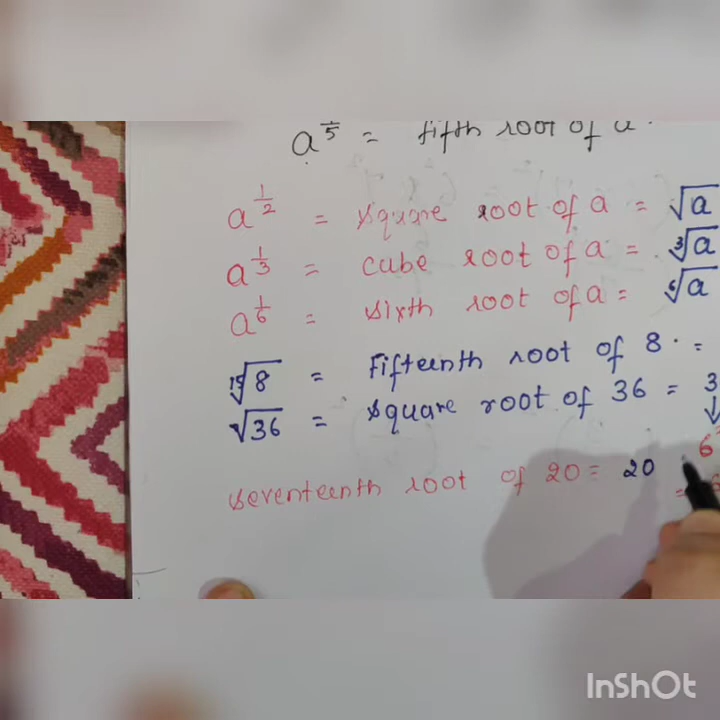 a^1/5 = fifth root of a.
a^1/2 = square root of a = √a
a^1/3 = cube root of a = ∛a
a^1/6 = sixth root of a = ⁶√a
¹⁵√8 = Fifteenth root of 8. =
√36 = square root of 36 = 3
↓
6
seventeenth root of 20 = 20
=
InShOt